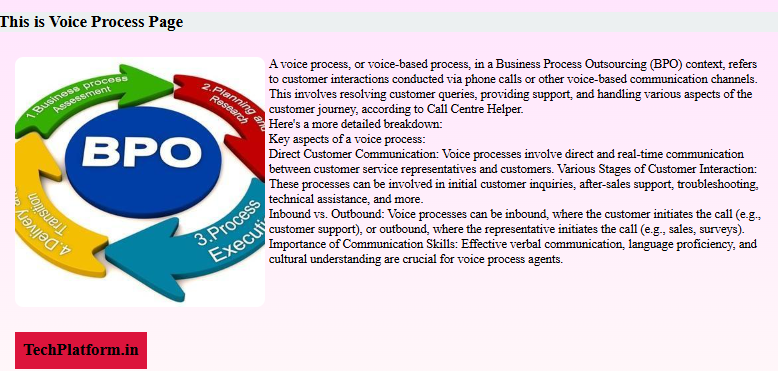 This is Voice Process Page
1.Business process
Assessment
2.Planning and
Research
BPO
3.Process
4.Delivery
Transition
A voice process, or voice-based process, in a Business Process Outsourcing (BPO) context, refers
to customer interactions conducted via phone calls or other voice-based communication channels.
This involves resolving customer queries, providing support, and handling various aspects of the
customer journey, according to Call Centre Helper.
Here's a more detailed breakdown:
Key aspects of a voice process:
Direct Customer Communication: Voice processes involve direct and real-time communication
between customer service representatives and customers. Various Stages of Customer Interaction:
These processes can be involved in initial customer inquiries, after-sales support, troubleshooting,
technical assistance, and more.
Inbound vs. Outbound: Voice processes can be inbound, where the customer initiates the call (e.g.,
customer support), or outbound, where the representative initiates the call (e.g., sales, surveys).
Importance of Communication Skills: Effective verbal communication, language proficiency, and
cultural understanding are crucial for voice process agents.
TechPlatform.in